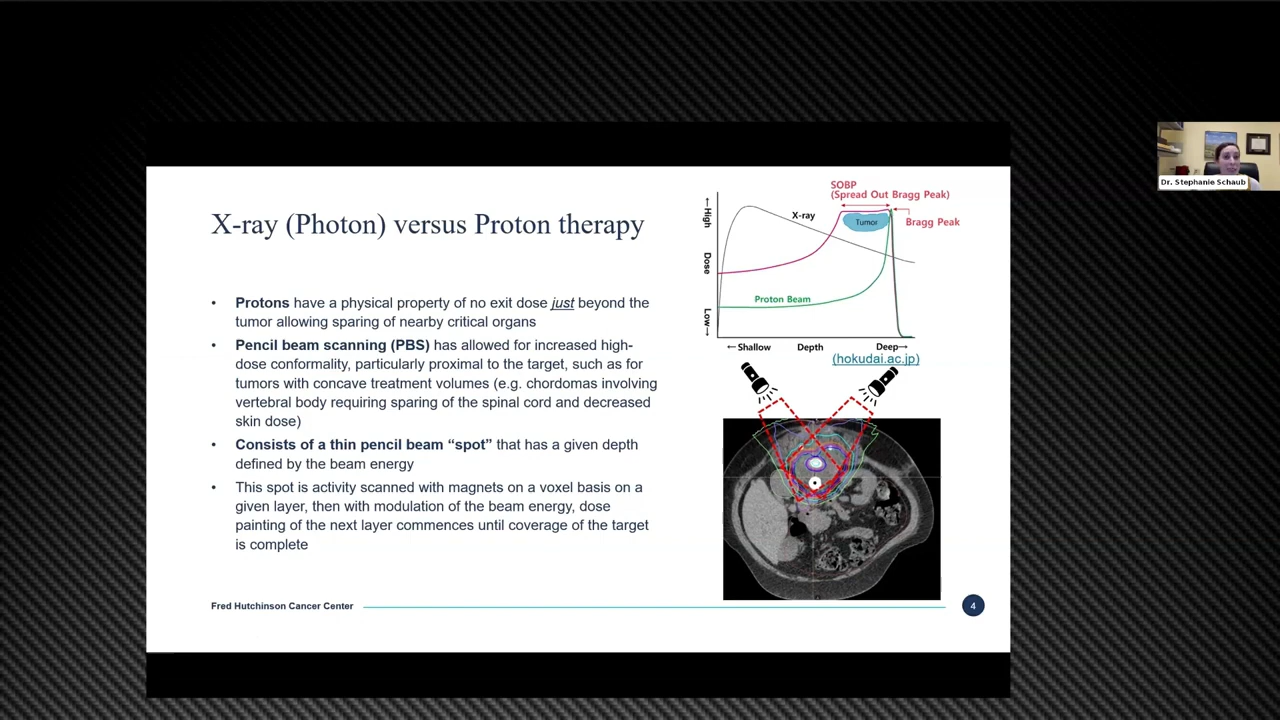 X-ray (Photon) versus Proton therapy
• Protons have a physical property of no exit dose just beyond the
tumor allowing sparing of nearby critical organs
• Pencil beam scanning (PBS) has allowed for increased high-
dose conformality, particularly proximal to the target, such as for
tumors with concave treatment volumes (e.g. chordomas involving
vertebral body requiring sparing of the spinal cord and decreased
skin dose)
• Consists of a thin pencil beam “spot” that has a given depth
defined by the beam energy
• This spot is activity scanned with magnets on a voxel basis on a
given layer, then with modulation of the beam energy, dose
painting of the next layer commences until coverage of the target
is complete
SOBP
(Spread Out Bragg Peak)
X-ray
Tumor
Bragg Peak
Proton Beam
←High
Dose
Low→
←Shallow
Depth
Deep→
(hokudai.ac.jp)
Fred Hutchinson Cancer Center
4
Dr. Stephanie Schaub